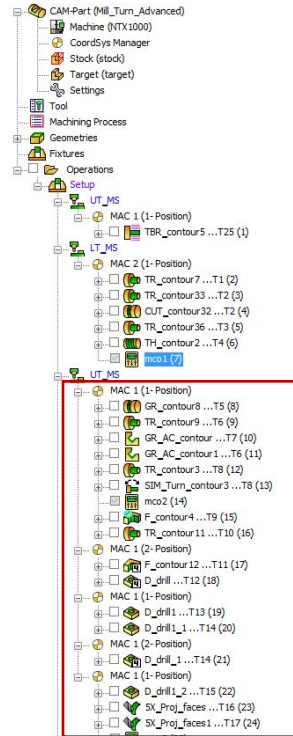 CAM-Part (Mill_Turn_Advanced)
Machine (NTX1000)
CoordSys Manager
Stock (stock)
Target (target)
Settings
Tool
Machining Process
Geometries
Fixtures
Operations
Setup
UT_MS
MAC 1 (1- Position)
TBR_contour5 ...T25 (1)
LT_MS
MAC 2 (1- Position)
TR_contour7 ...T1 (2)
TR_contour33 ...T2 (3)
CUT_contour32 ...T2 (4)
TR_contour36 ...T3 (5)
TH_contour2 ...T4 (6)
mco1 (7)
UT_MS
MAC 1 (1- Position)
GR_contour8 ...T5 (8)
TR_contour9 ...T6 (9)
GR_AC_contour ...T7 (10)
GR_AC_contour1 ...T6 (11)
TR_contour3 ...T8 (12)
SIM_Turn_contour3 ...T8 (13)
mco2 (14)
F_contour4 ...T9 (15)
TR_contour11 ...T10 (16)
MAC 1 (2- Position)
F_contour12 ...T11 (17)
D_drill ...T12 (18)
MAC 1 (1- Position)
D_drill1 ...T13 (19)
D_drill1_1 ...T14 (20)
MAC 1 (2- Position)
D_drill_1 ...T14 (21)
MAC 1 (1- Position)
D_drill1_2 ...T15 (22)
5X_Proj_faces ...T16 (23)
5X_Proj_faces1 ...T17 (24)